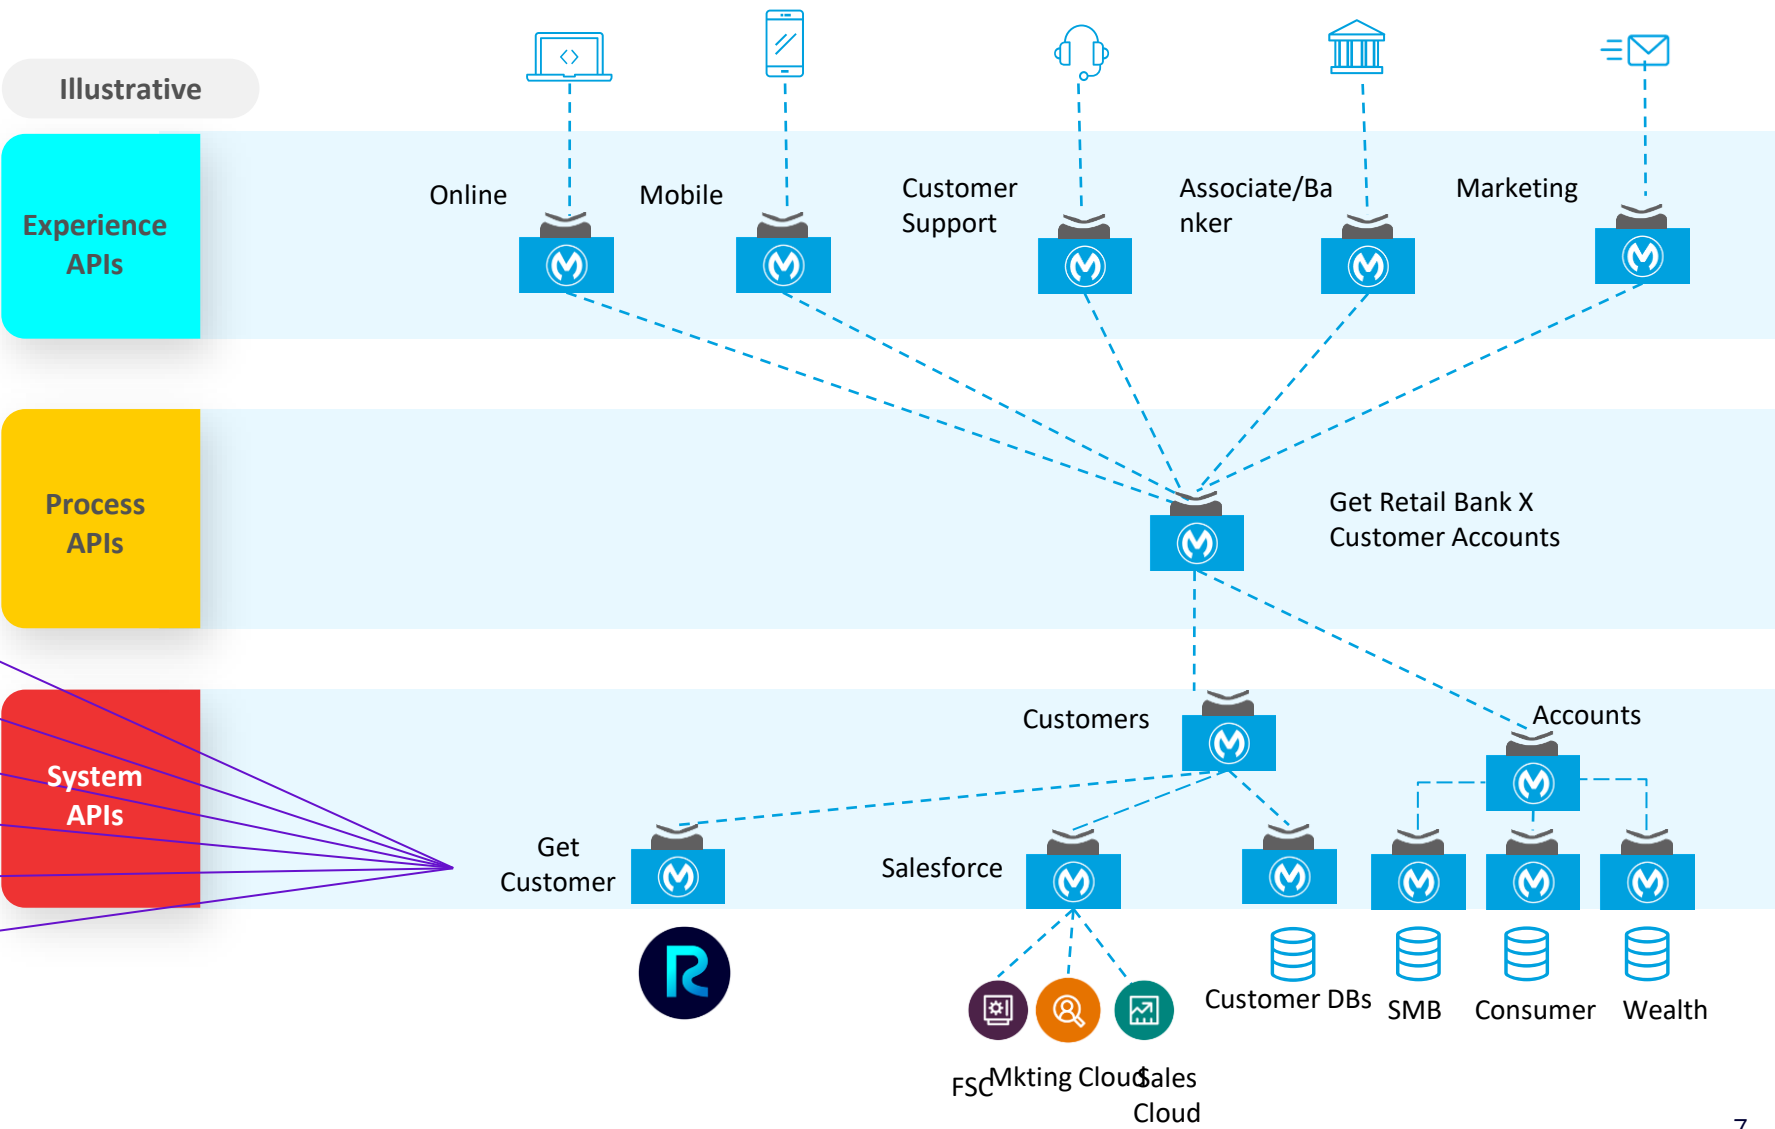 Illustrative
Experience
APIs
Online
Mobile
Customer
Support
Associate/Ba
nker
Marketing
Process
APIs
Get Retail Bank X
Customer Accounts
System
APIs
Customers
Accounts
Get
Customer
Salesforce
Customer DBs
SMB
Consumer
Wealth
FSC
Mkting Cloud
Sales
Cloud
7